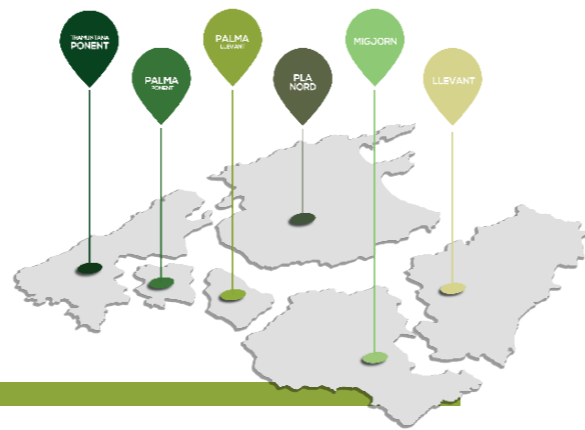 TRAMUNTANA
PONENT
PALMA
PONENT
PALMA
LLEVANT
PLA
NORD
MIGJORN
LLEVANT